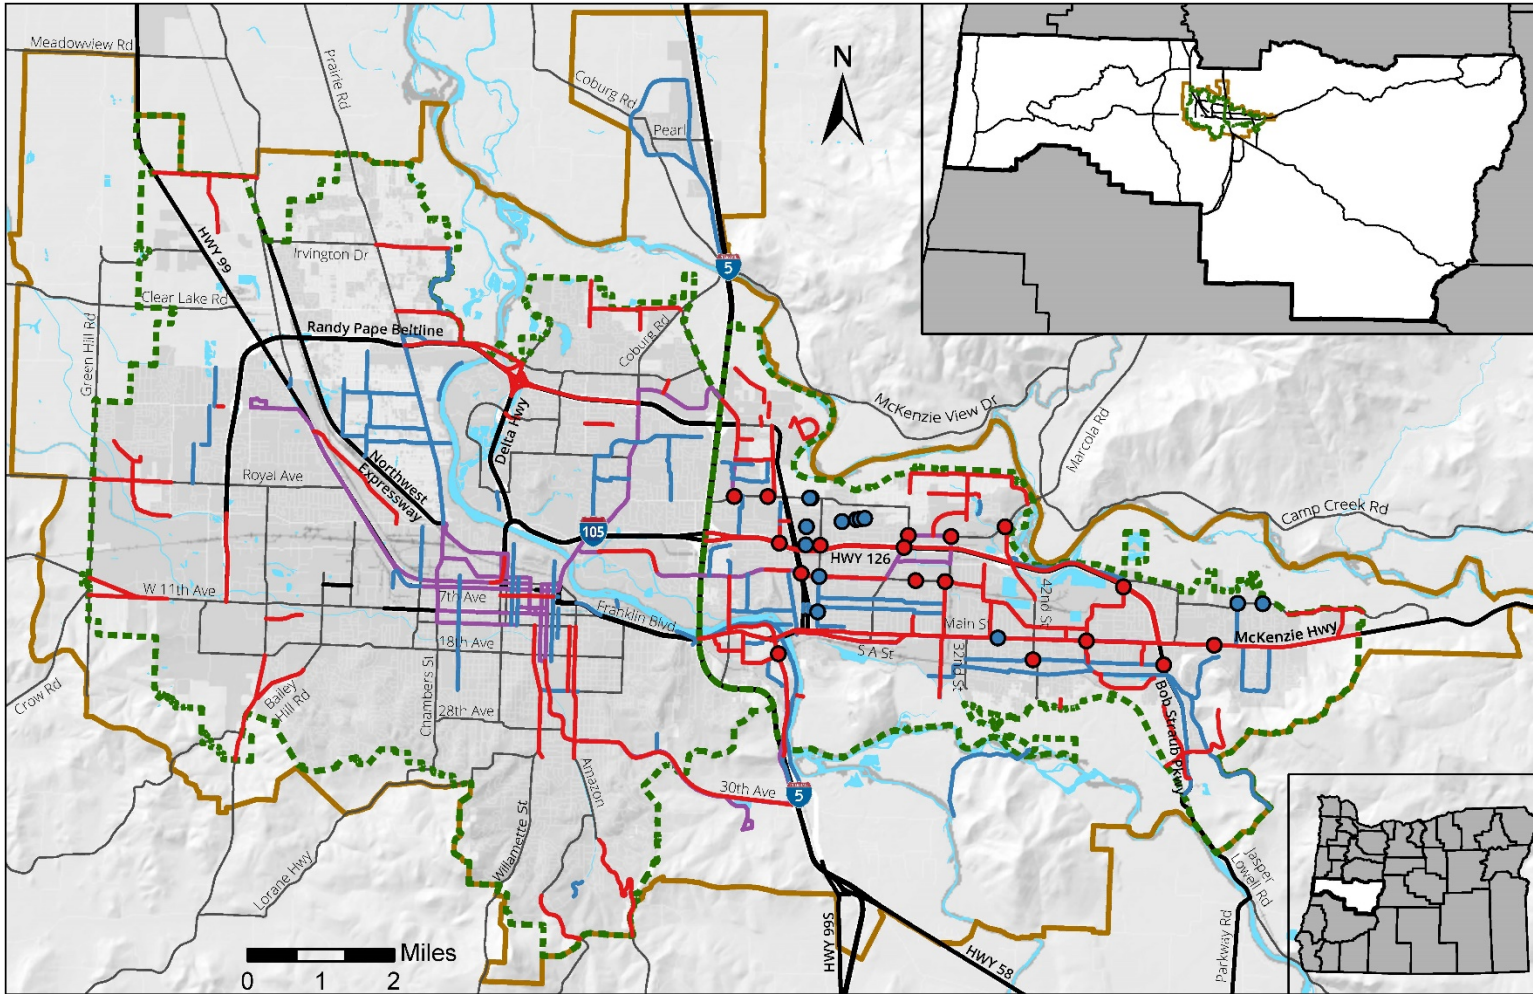 Meadowview Rd
Prairie Rd
Coburg Rd
Pearl
N
HWY 99
Irvington Dr
5
Clear Lake Rd
Green Hill Rd
Randy Pape Beltline
Coburg Rd
McKenzie View Dr
Marcola Rd
Delta Hwy
Royal Ave
Northwest
Expressway
Camp Creek Rd
105
HWY 126
W 11th Ave
7th Ave
Franklin Blvd
42nd St
Main St
McKenzie Hwy
18th Ave
S A St
32nd St
Crow Rd
Bailey
Hill Rd
Chambers St
28th Ave
Bob Straub Pkwy
Amazon
30th Ave
5
Willamette St
Lorane Hwy
Jasper
Lowell Rd
Parkway Rd
HWY 99S
HWY 58
Miles
0 1 2